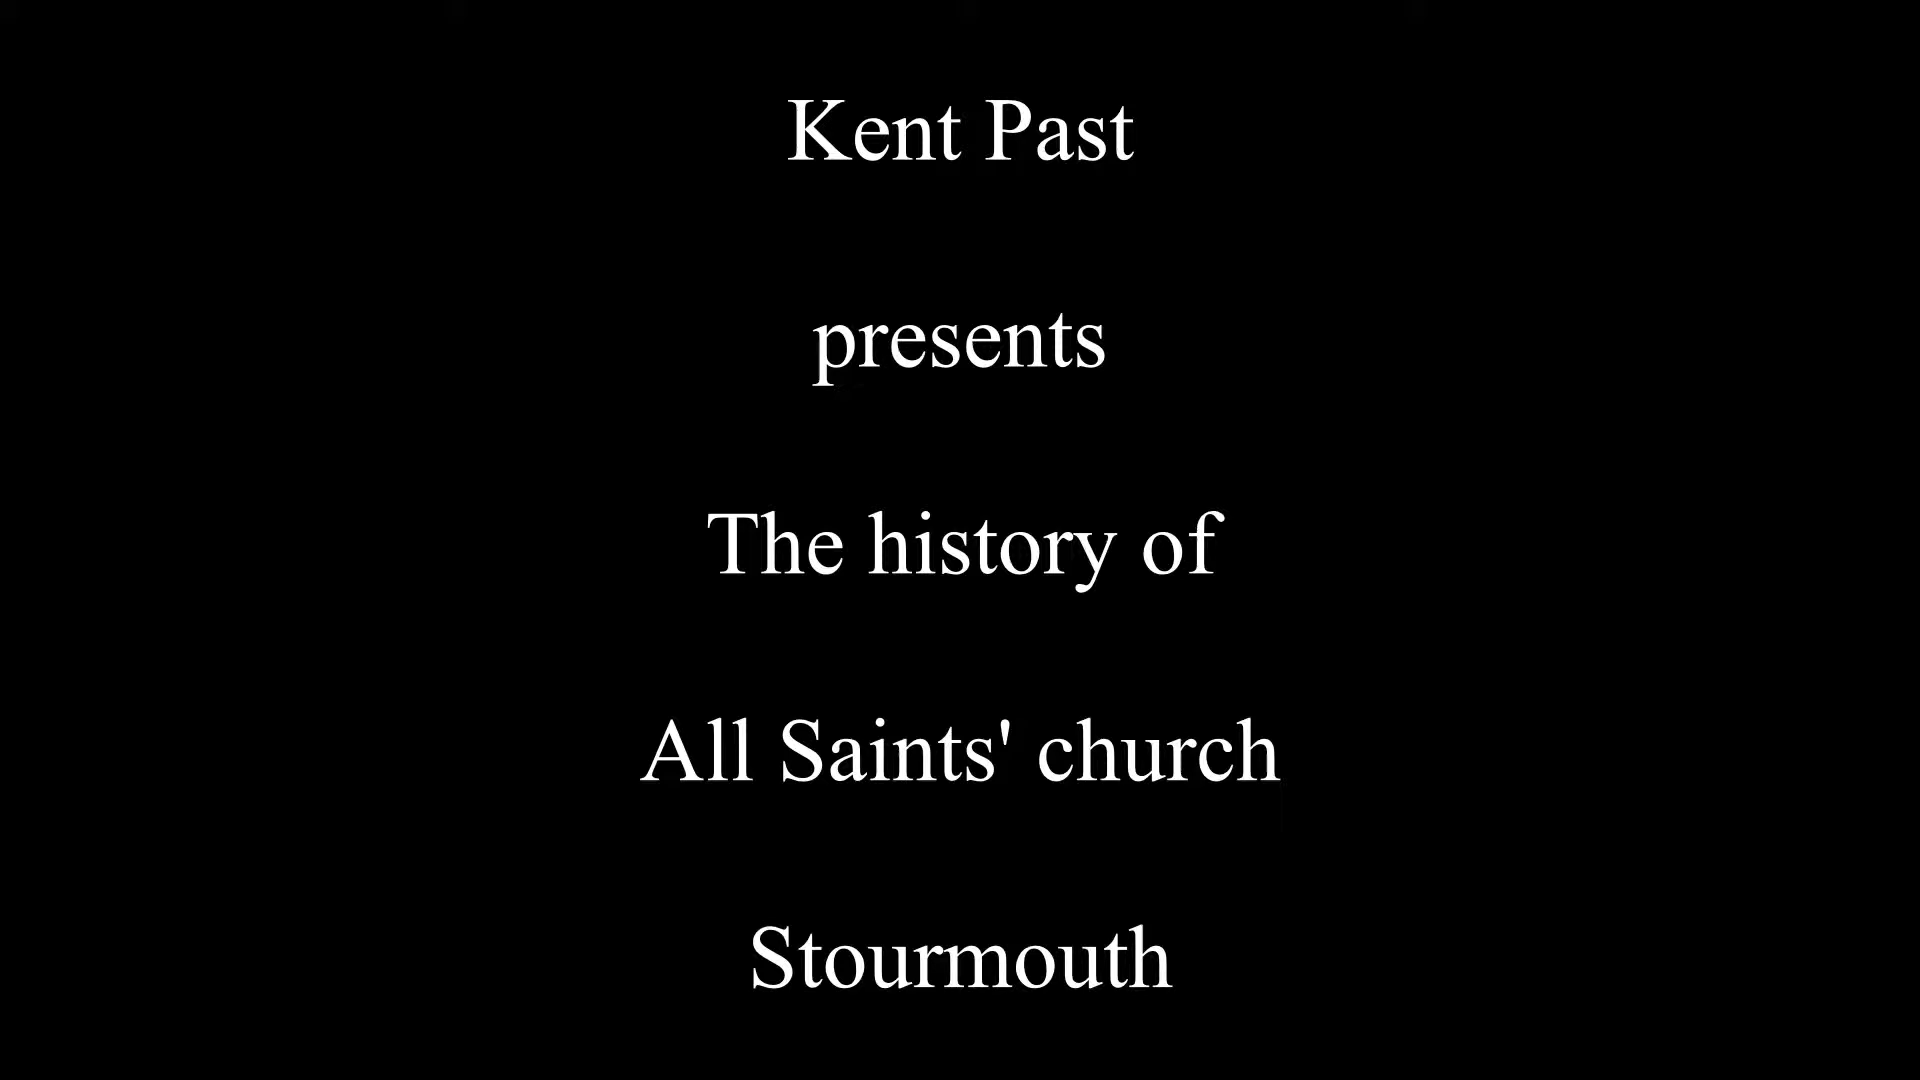 Kent Past
presents
The history of
All Saints' church
Stourmouth